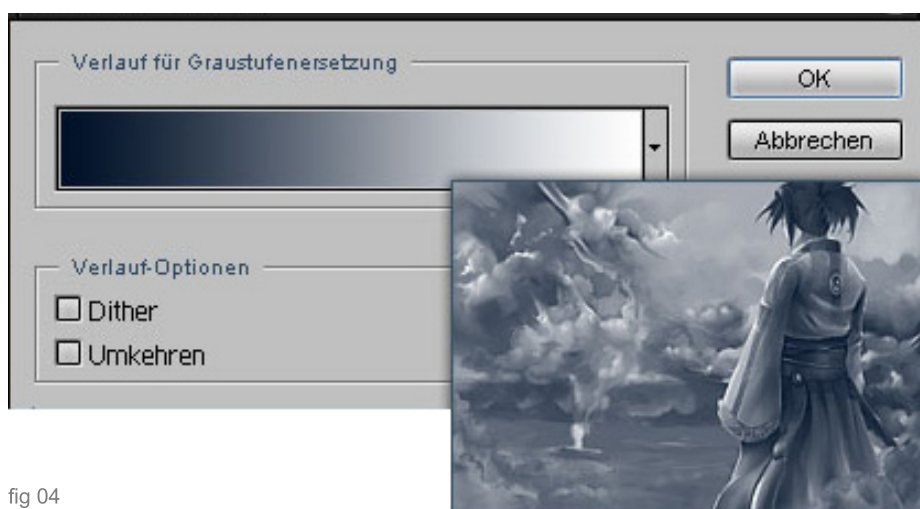 Verlauf für Graustufenersetzung
OK
Abbrechen
Verlauf-Optionen
Dither
Umkehren
fig 04